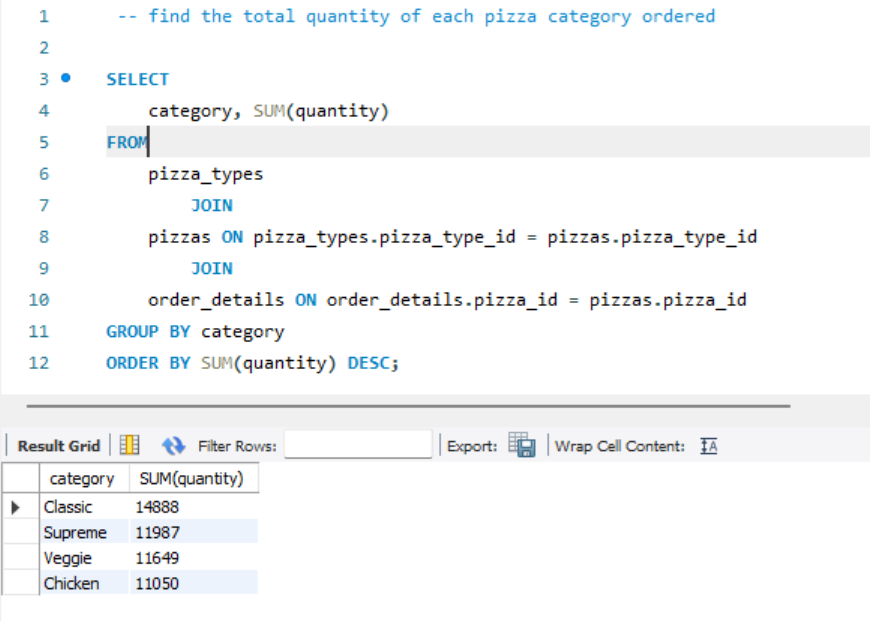 1 -- find the total quantity of each pizza category ordered
2
3 SELECT
4 category, SUM(quantity)
5 FROM
6 pizza_types
7 JOIN
8 pizzas ON pizza_types.pizza_type_id = pizzas.pizza_type_id
9 JOIN
10 order_details ON order_details.pizza_id = pizzas.pizza_id
11 GROUP BY category
12 ORDER BY SUM(quantity) DESC;
Result Grid Filter Rows: Export: Wrap Cell Content: IA
category SUM(quantity)
Classic 14888
Supreme 11987
Veggie 11649
Chicken 11050